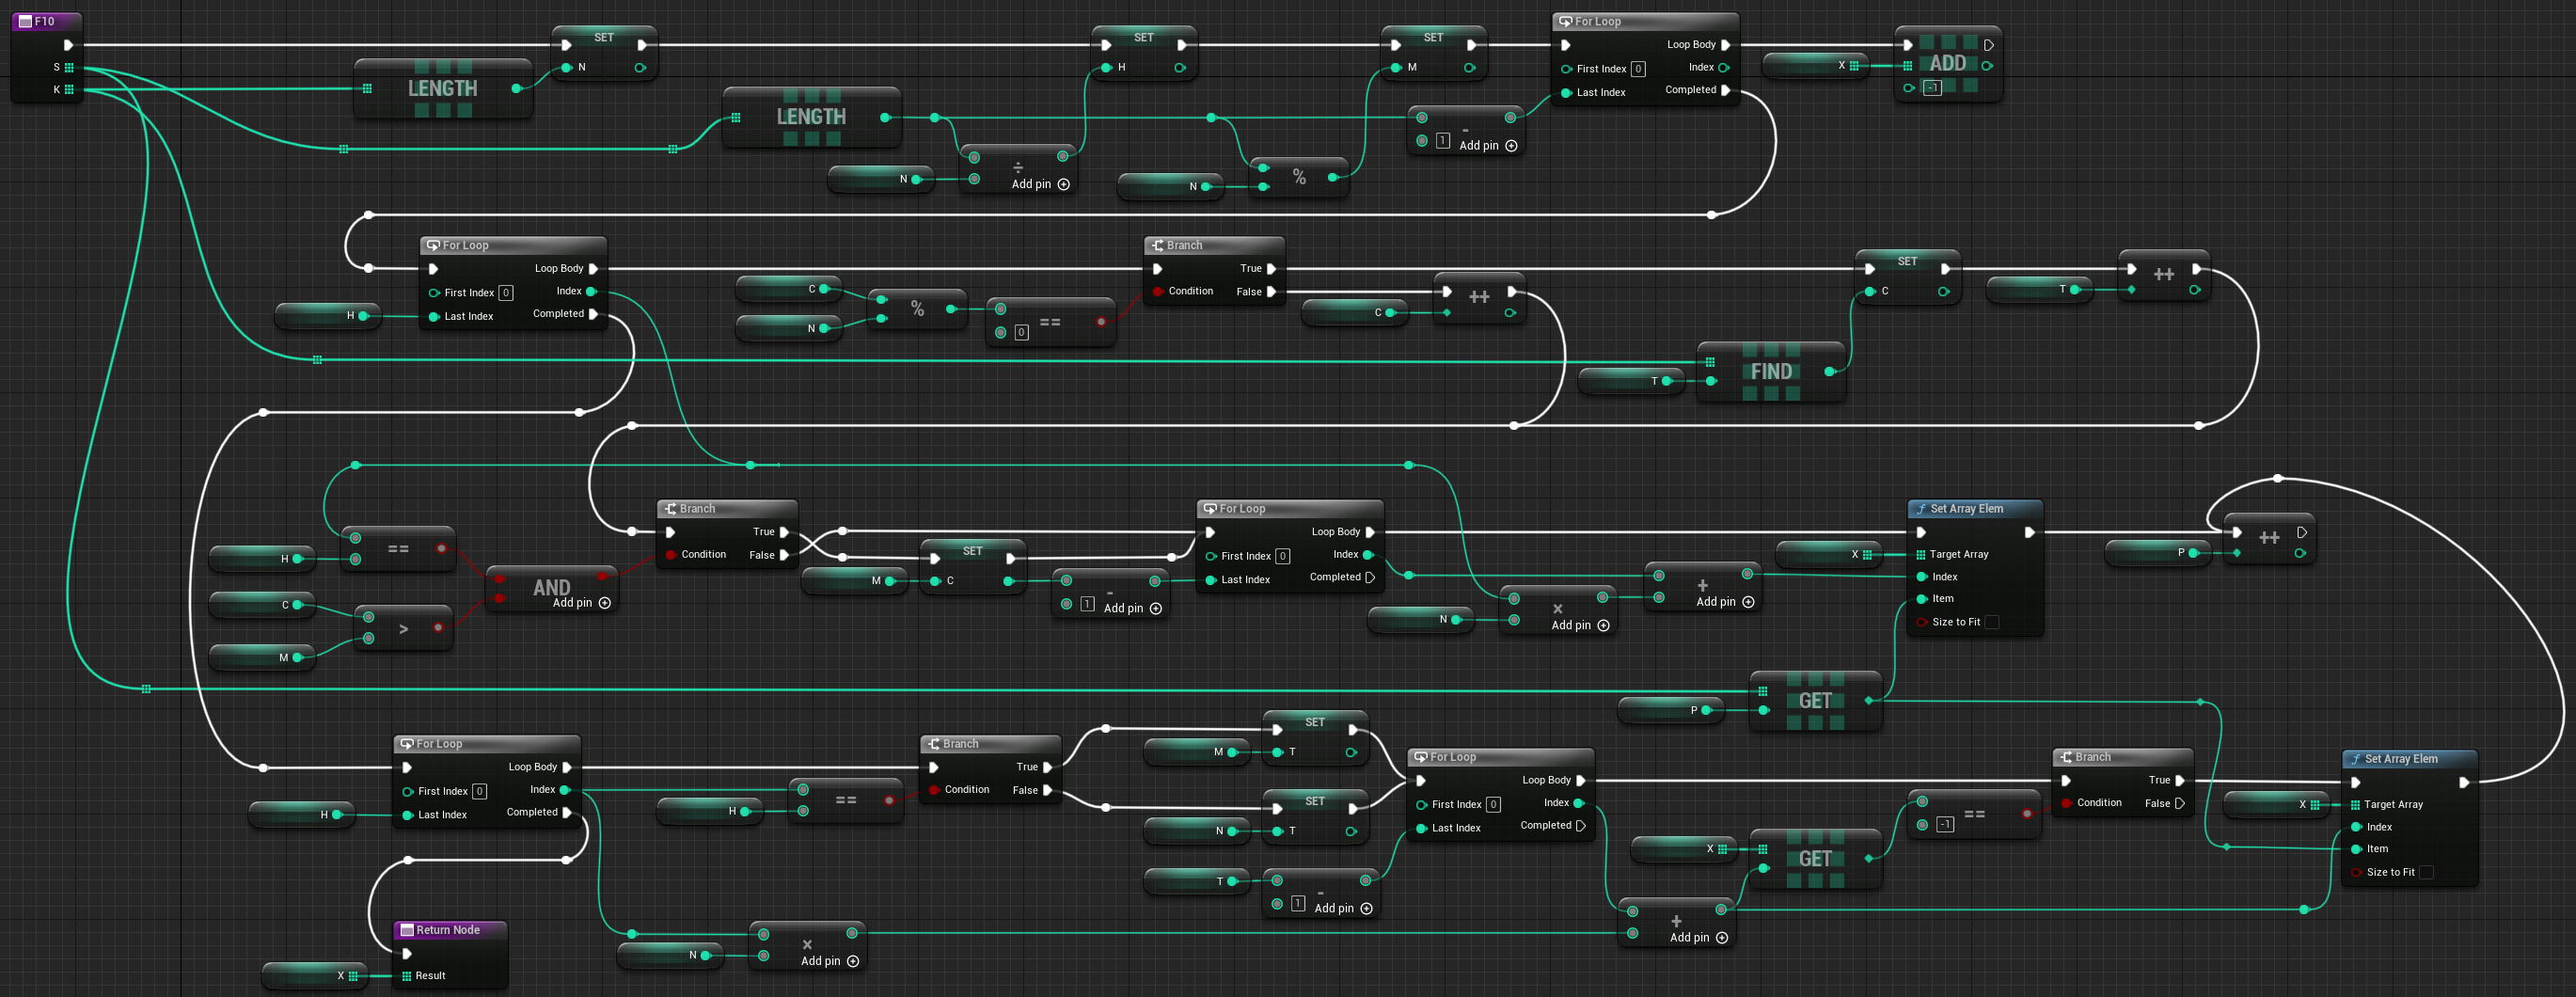 F10
S
K
LENGTH
SET
N
LENGTH
N
÷
Add pin
SET
H
N
%
SET
M
-
1
Add pin
For Loop
Loop Body
First Index 0
Index
Last Index
Completed
X
ADD
-1
For Loop
Loop Body
First Index 0
Index
Completed
H
Last Index
C
N
%
0
==
Branch
True
Condition
False
C
++
T
FIND
SET
C
T
++
H
==
C
M
>
AND
Add pin
Branch
True
Condition
False
M
SET
C
-
1
Add pin
For Loop
Loop Body
First Index 0
Index
Last Index
Completed
N
×
Add pin
+
Add pin
X
Set Array Elem
Target Array
Index
Item
Size to Fit
P
++
P
GET
For Loop
Loop Body
First Index 0
Index
Completed
H
Last Index
H
==
Branch
True
Condition
False
M
SET
T
N
SET
T
T
-
1
Add pin
For Loop
Loop Body
First Index 0
Index
Last Index
Completed
X
GET
-1
==
Branch
True
Condition
False
X
Set Array Elem
Target Array
Index
Item
Size to Fit
N
×
Add pin
+
Add pin
Return Node
X
Result